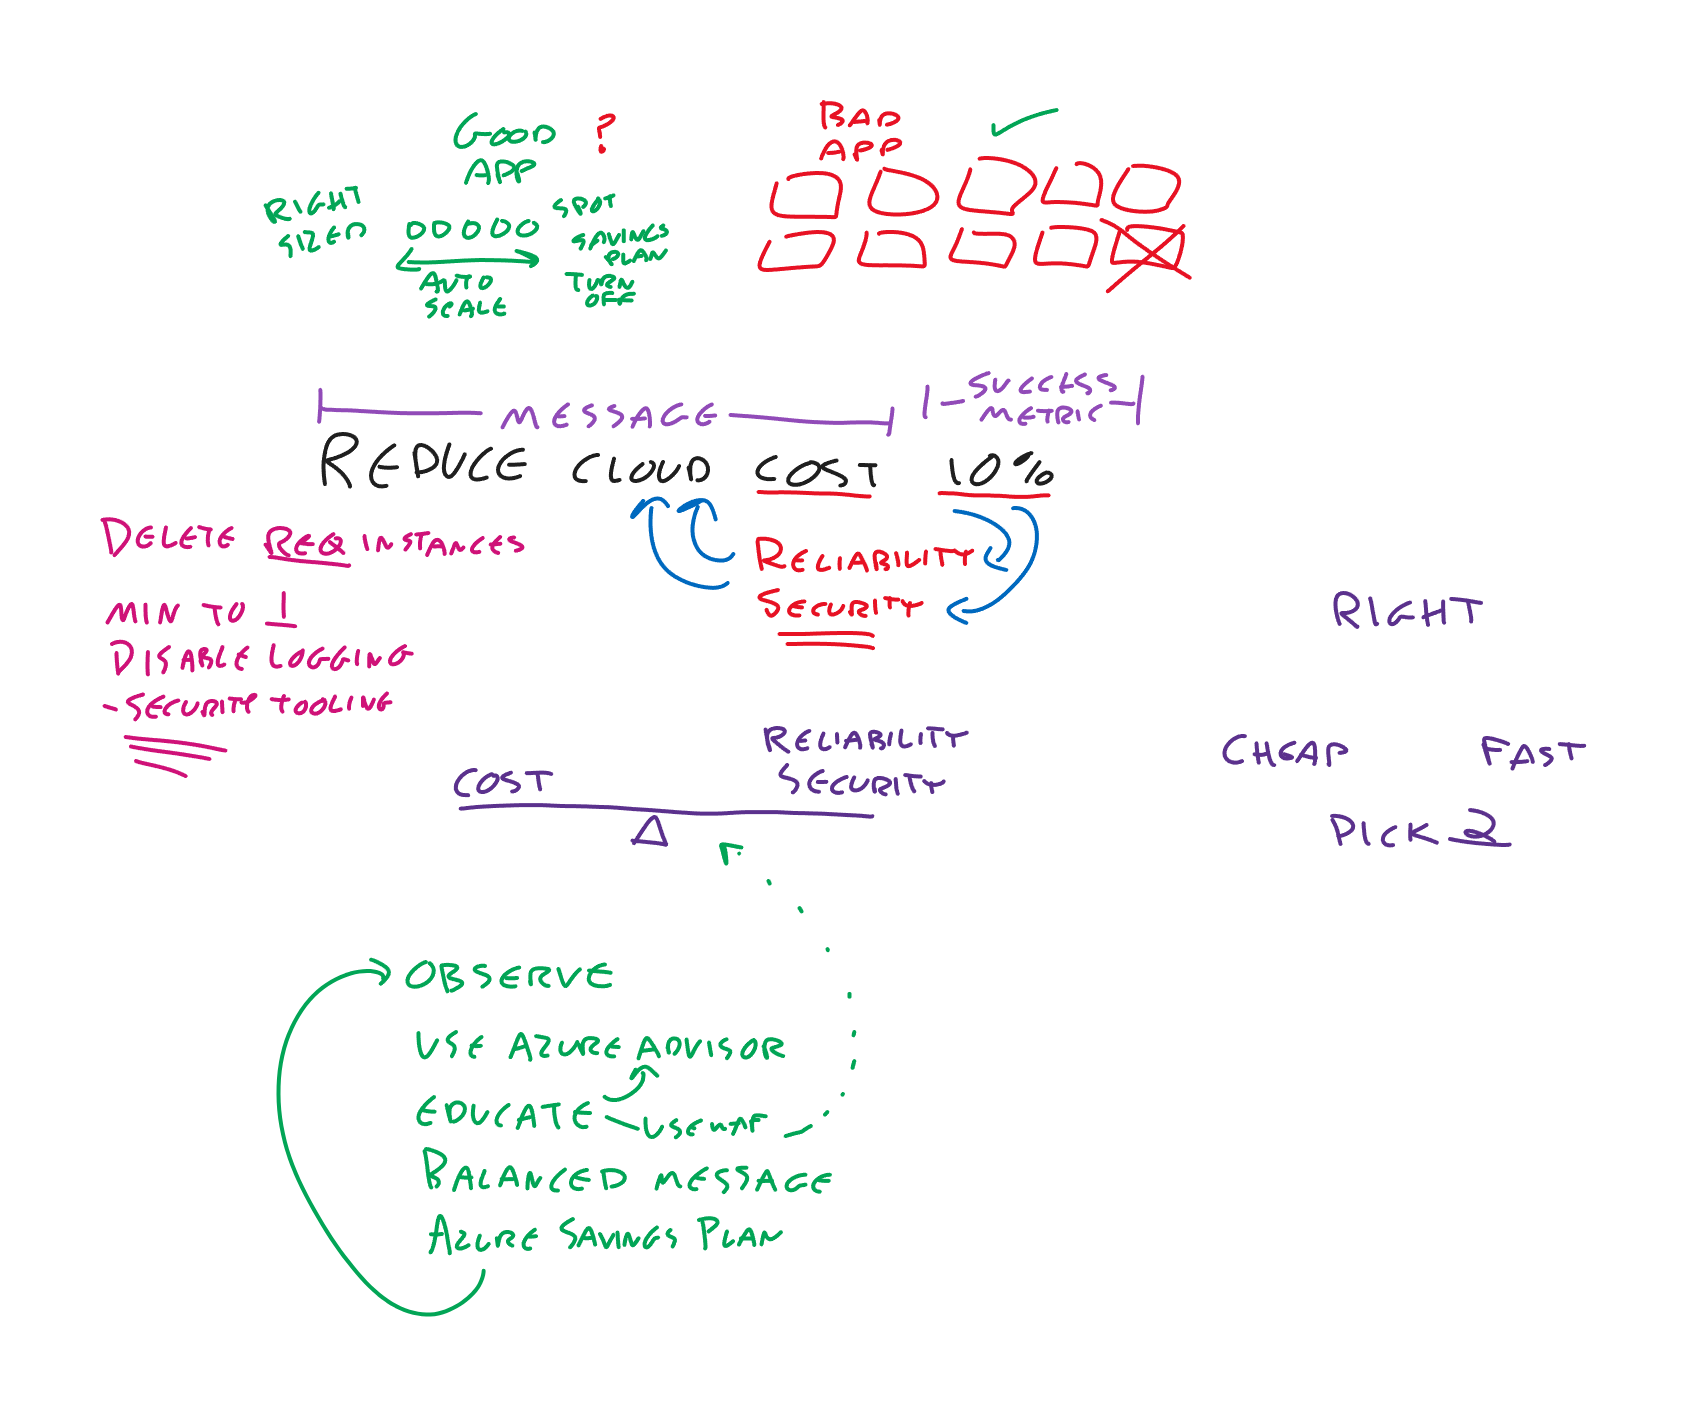 GOOD ?
APP
RIGHT
SIZED
SPOT
SAVINGS
PLAN
TURN
OFF
AUTO
SCALE
BAD
APP
MESSAGE
SUCCESS
METRIC
REDUCE CLOUD COST 10%
DELETE REQ INSTANCES
MIN TO 1
DISABLE LOGGING
- SECURITY TOOLING
RELIABILITY
SECURITY
RIGHT
CHEAP FAST
PICK 2
COST
RELIABILITY
SECURITY
OBSERVE
USE AZURE ADVISOR
EDUCATE
USE WAF
BALANCED MESSAGE
AZURE SAVINGS PLAN